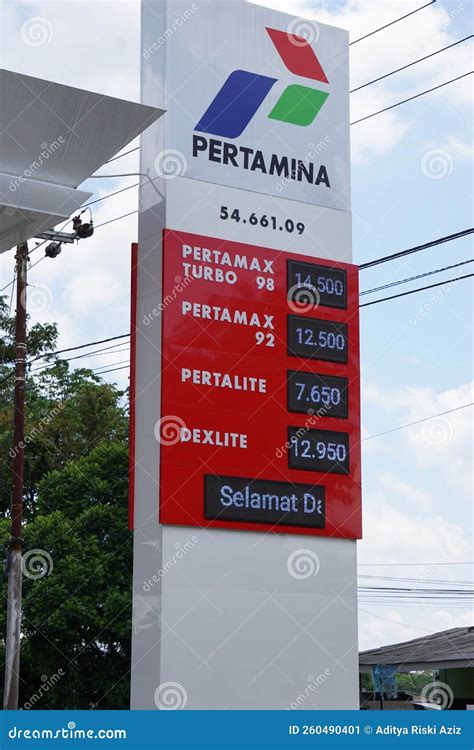 PERTAMINA
54.661.09
PERTAMAX
TURBO 98
14.500
PERTAMAX
92
12.500
PERTALITE
7.650
DEXLITE
12.950
Selamat Da
dreamstime.com
ID 260490401 © Aditya Rizki Aziz